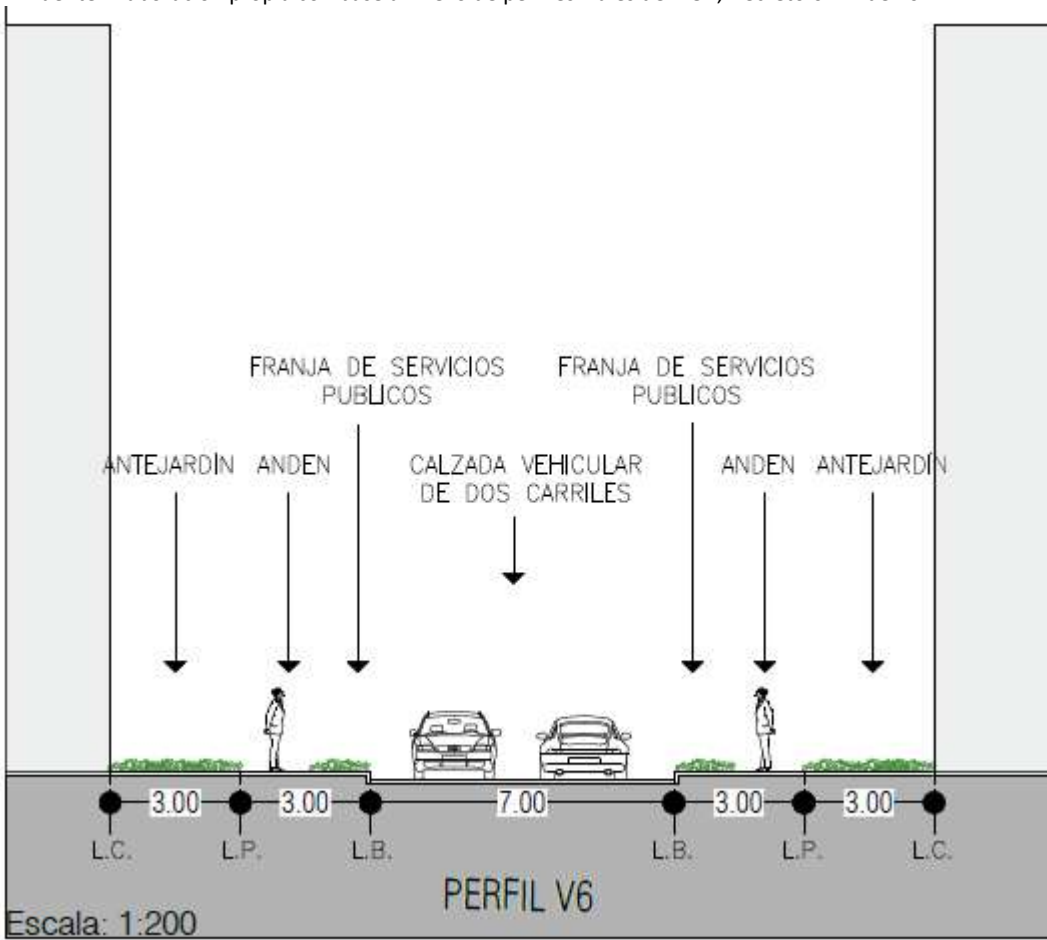 FRANJA DE SERVICIOS
PUBLICOS
FRANJA DE SERVICIOS
PUBLICOS
ANTEJARDÍN
ANDEN
CALZADA VEHICULAR
DE DOS CARRILES
ANDEN
ANTEJARDÍN
3.00
3.00
7.00
3.00
3.00
L.C.
L.P.
L.B.
L.B.
L.P.
L.C.
PERFIL V6
Escala: 1:200